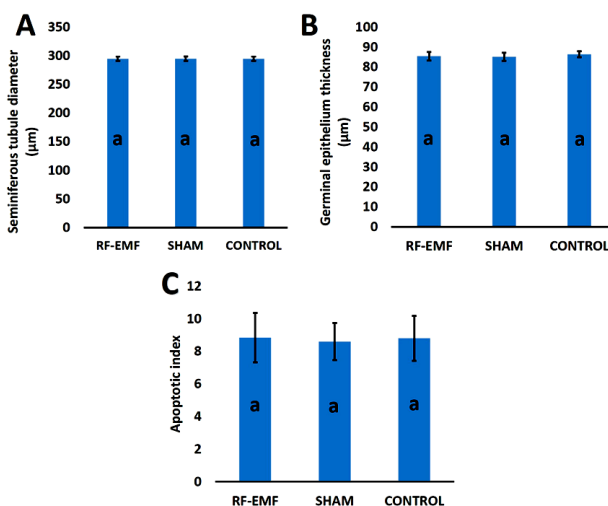 A
Seminiferous tubule diameter
(µm)
350
300
250
200
150
100
50
0
a
a
a
RF-EMF
SHAM
CONTROL
B
Germinal epithelium thickness
(µm)
100
90
80
70
60
50
40
30
20
10
0
a
a
a
RF-EMF
SHAM
CONTROL
C
Apoptotic index
12
10
8
6
4
2
0
a
a
a
RF-EMF
SHAM
CONTROL